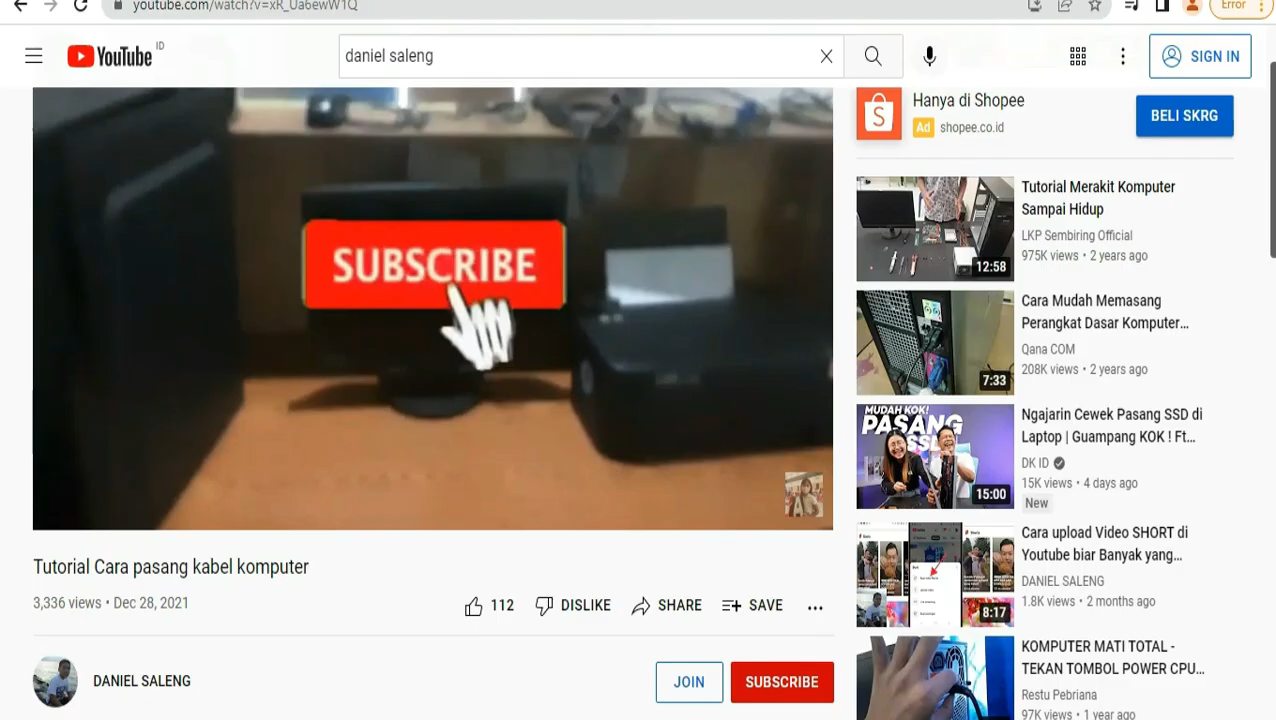 youtube.com/watch?v=xR_Ua6ewW1Q
Error
YouTube ID
daniel saleng
SIGN IN
SUBSCRIBE
Tutorial Cara pasang kabel komputer
3,336 views • Dec 28, 2021
112
DISLIKE
SHARE
SAVE
DANIEL SALENG
JOIN
SUBSCRIBE
Hanya di Shopee
Ad shopee.co.id
BELI SKRG
12:58
Tutorial Merakit Komputer
Sampai Hidup
LKP Sembiring Official
975K views • 2 years ago
7:33
Cara Mudah Memasang
Perangkat Dasar Komputer...
Qana COM
208K views • 2 years ago
MUDAH KOK!
PASANG
SSD
15:00
Ngajarin Cewek Pasang SSD di
Laptop | Guampang KOK ! Ft...
DK ID
15K views • 4 days ago
New
8:17
Cara upload Video SHORT di
Youtube biar Banyak yang...
DANIEL SALENG
1.8K views • 2 months ago
KOMPUTER MATI TOTAL -
TEKAN TOMBOL POWER CPU...
Restu Pebriana
97K views • 1 year ago